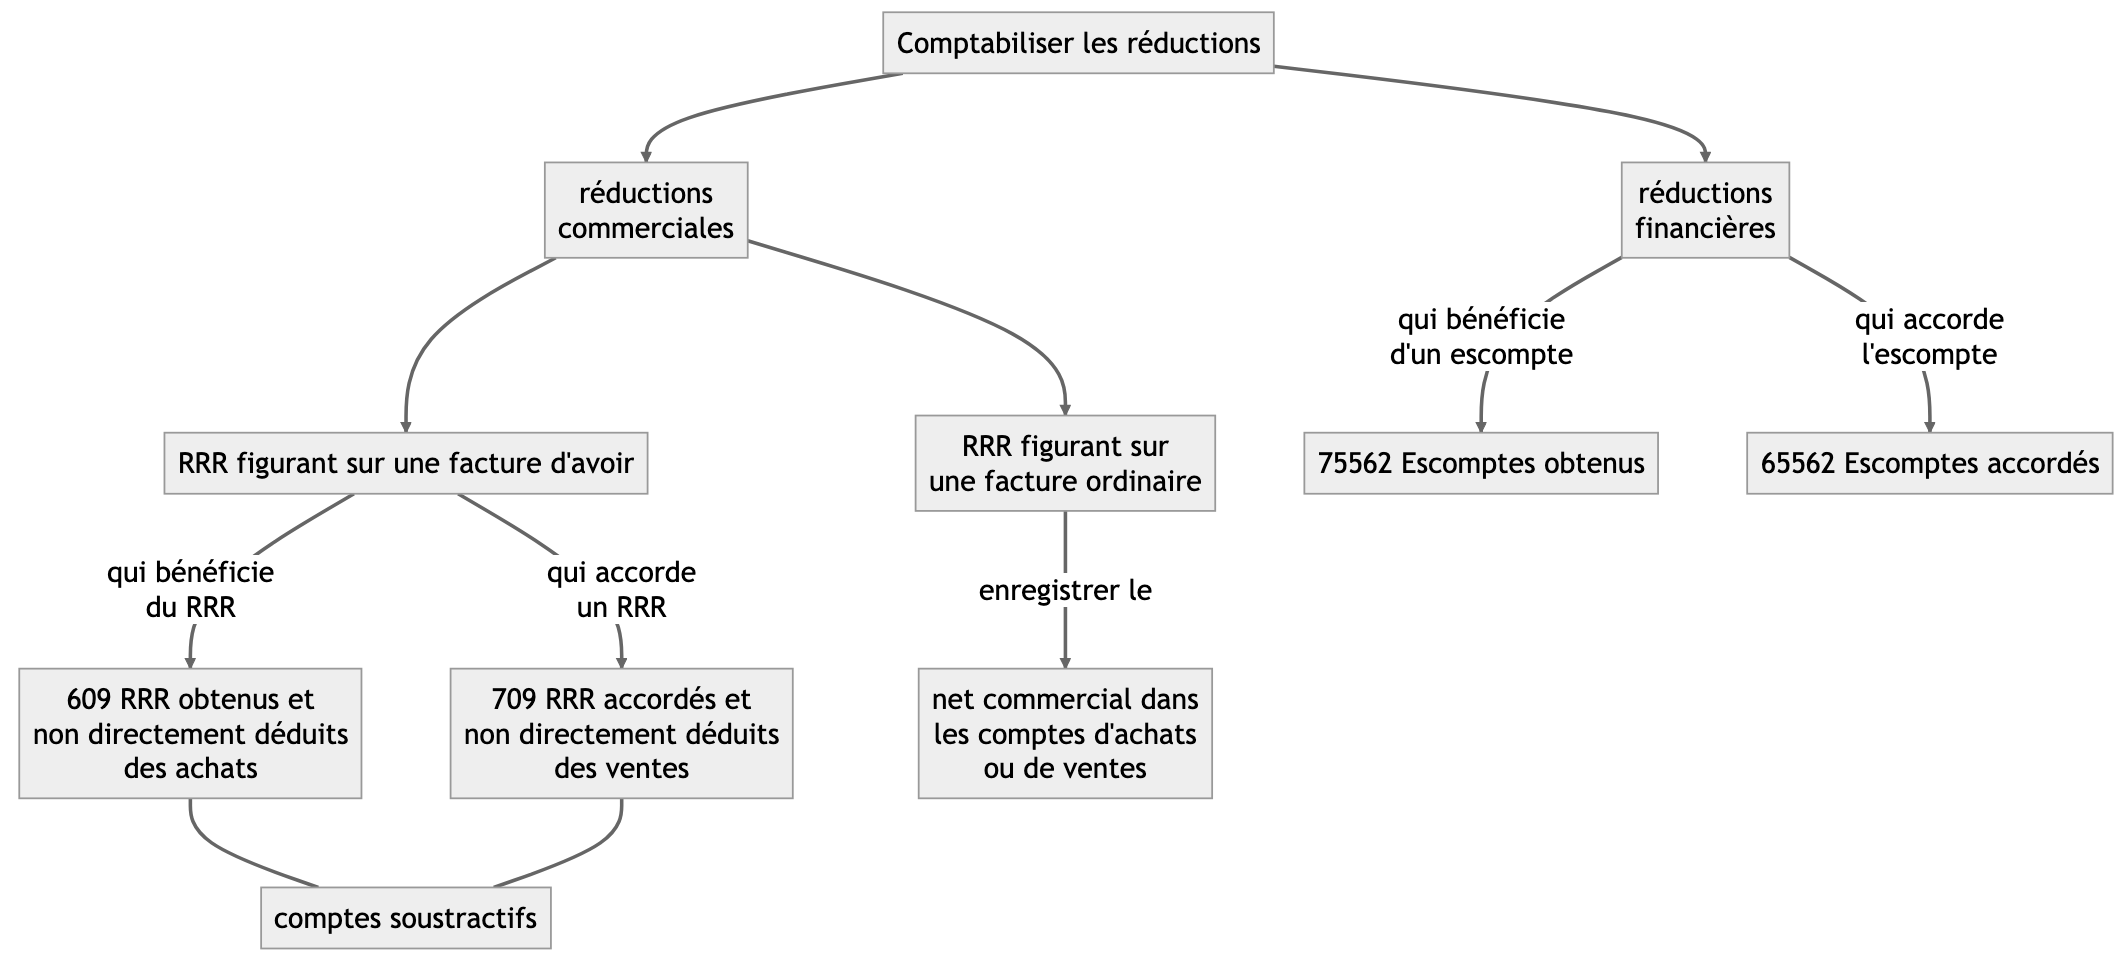 Comptabiliser les réductions
réductions
commerciales
réductions
financières
qui bénéficie
d'un escompte
qui accorde
l'escompte
RRR figurant sur une facture d'avoir
RRR figurant sur
une facture ordinaire
75562 Escomptes obtenus
65562 Escomptes accordés
qui bénéficie
du RRR
qui accorde
un RRR
enregistrer le
609 RRR obtenus et
non directement déduits
des achats
709 RRR accordés et
non directement déduits
des ventes
net commercial dans
les comptes d'achats
ou de ventes
comptes soustractifs